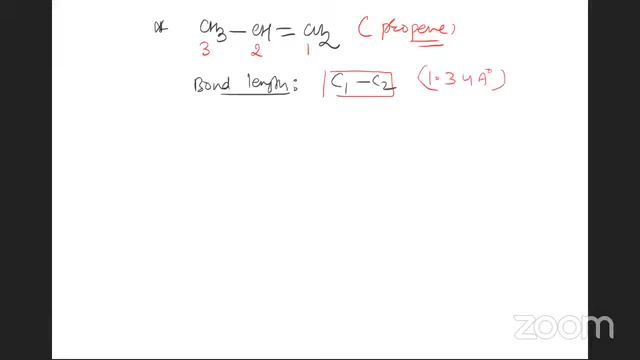 * CH3 — CH = CH2 (propene)
3 2 1
Bond length: C1 — C2 (1.34 A°)
zoom